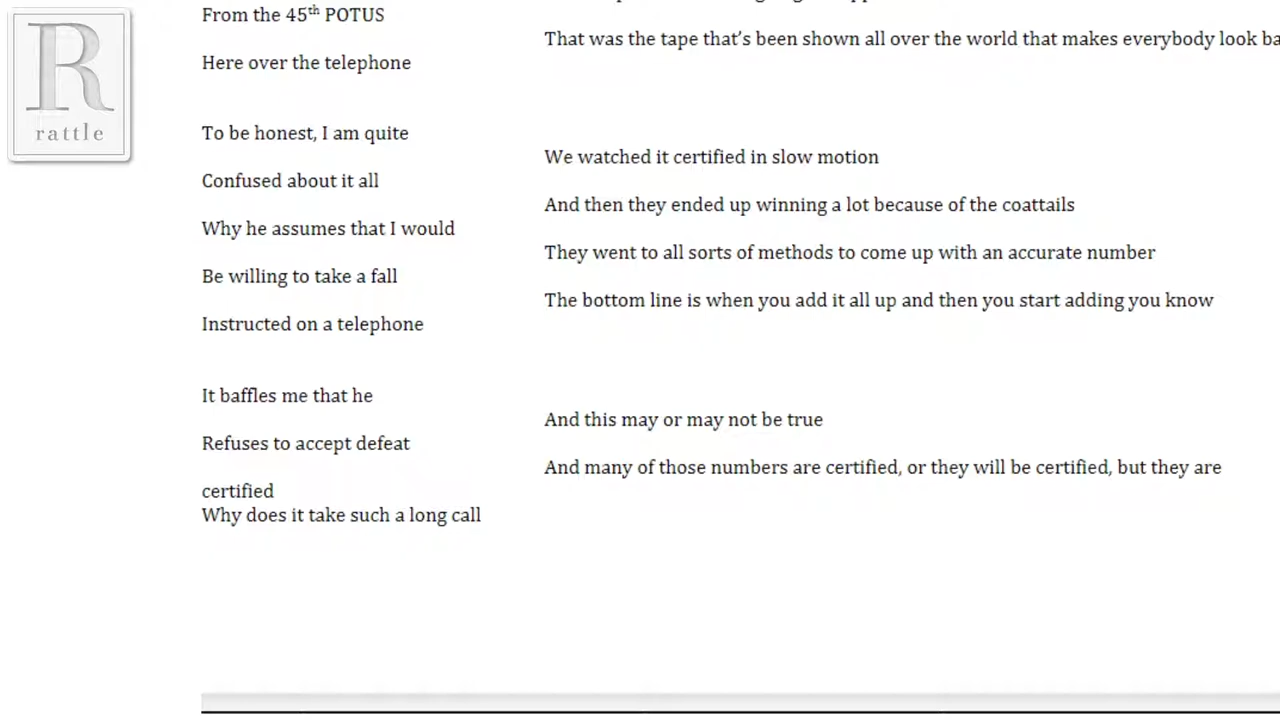 R
rattle
From the 45th POTUS
That was the tape that’s been shown all over the world that makes everybody look
Here over the telephone
To be honest, I am quite
We watched it certified in slow motion
Confused about it all
And then they ended up winning a lot because of the coattails
Why he assumes that I would
They went to all sorts of methods to come up with an accurate number
Be willing to take a fall
The bottom line is when you add it all up and then you start adding you know
Instructed on a telephone
It baffles me that he
And this may or may not be true
Refuses to accept defeat
And many of those numbers are certified, or they will be certified, but they are
certified
Why does it take such a long call